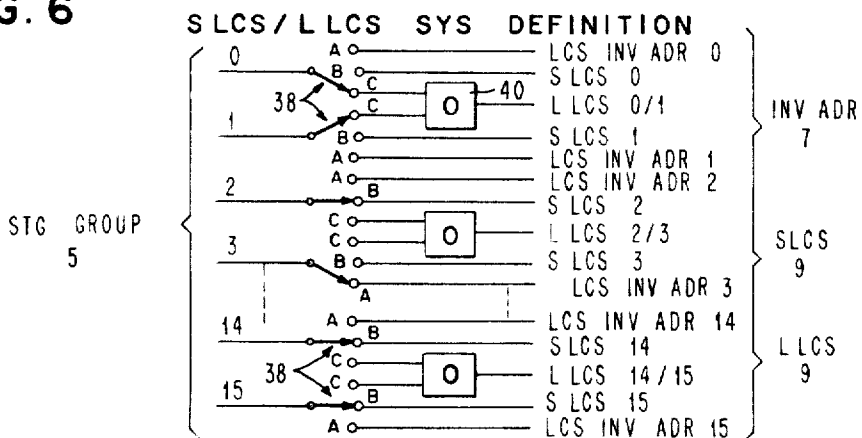 G. 6
SLCS/LLCS SYS DEFINITION
0 A LCS INV ADR 0
B SLCS 0
C 40
38 C O LLCS 0/1 INV ADR
1 B SLCS 1 7
A LCS INV ADR 1
A LCS INV ADR 2
2 B SLCS 2
STG GROUP C O LLCS 2/3
5 C SLCS
3 B SLCS 3 9
A LCS INV ADR 3
A LCS INV ADR 14
14 B SLCS 14
38 C O LLCS 14/15 LLCS
C 9
15 B SLCS 15
A LCS INV ADR 15